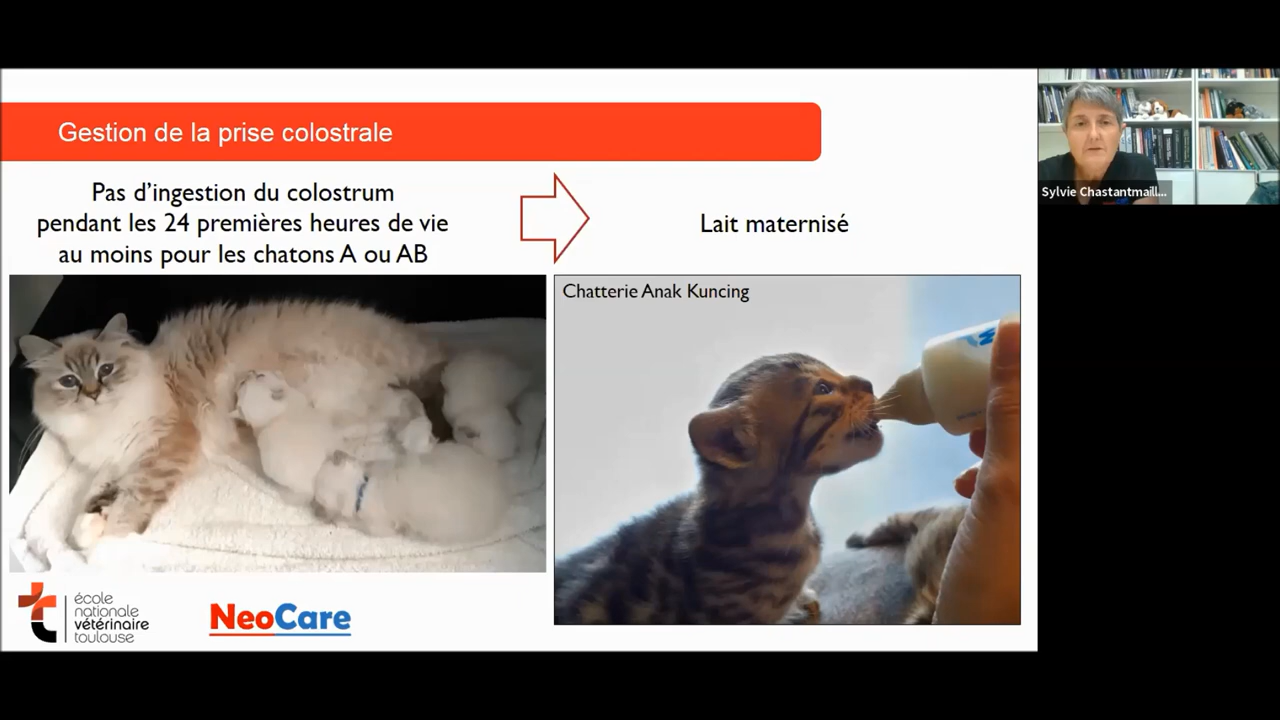 Gestion de la prise colostrale
Pas d'ingestion du colostrum
pendant les 24 premières heures de vie
au moins pour les chatons A ou AB
Lait maternisé
Chatterie Anak Kuncing
Sylvie Chastantmaill...
école
nationale
vétérinaire
toulouse
NeoCare